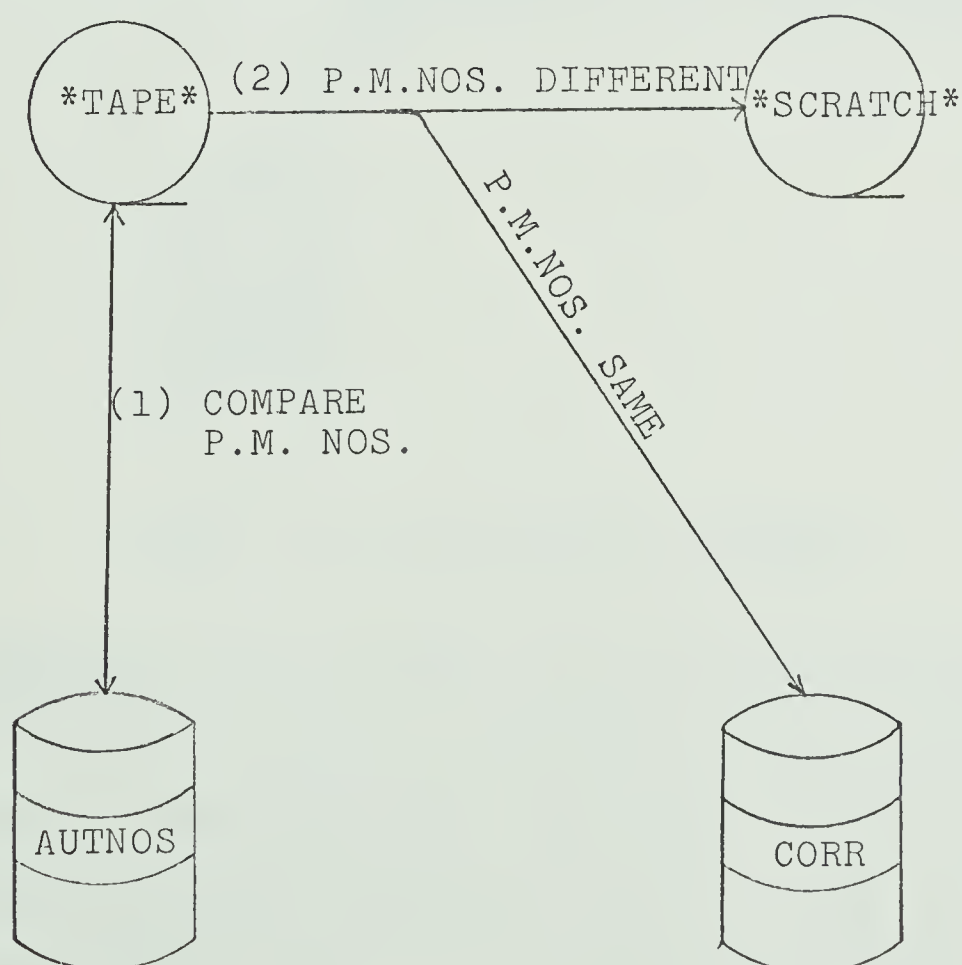 *TAPE*
(2) P.M.NOS. DIFFERENT
*SCRATCH*
P.M.NOS. SAME
(1) COMPARE
P.M. NOS.
AUTNOS
CORR